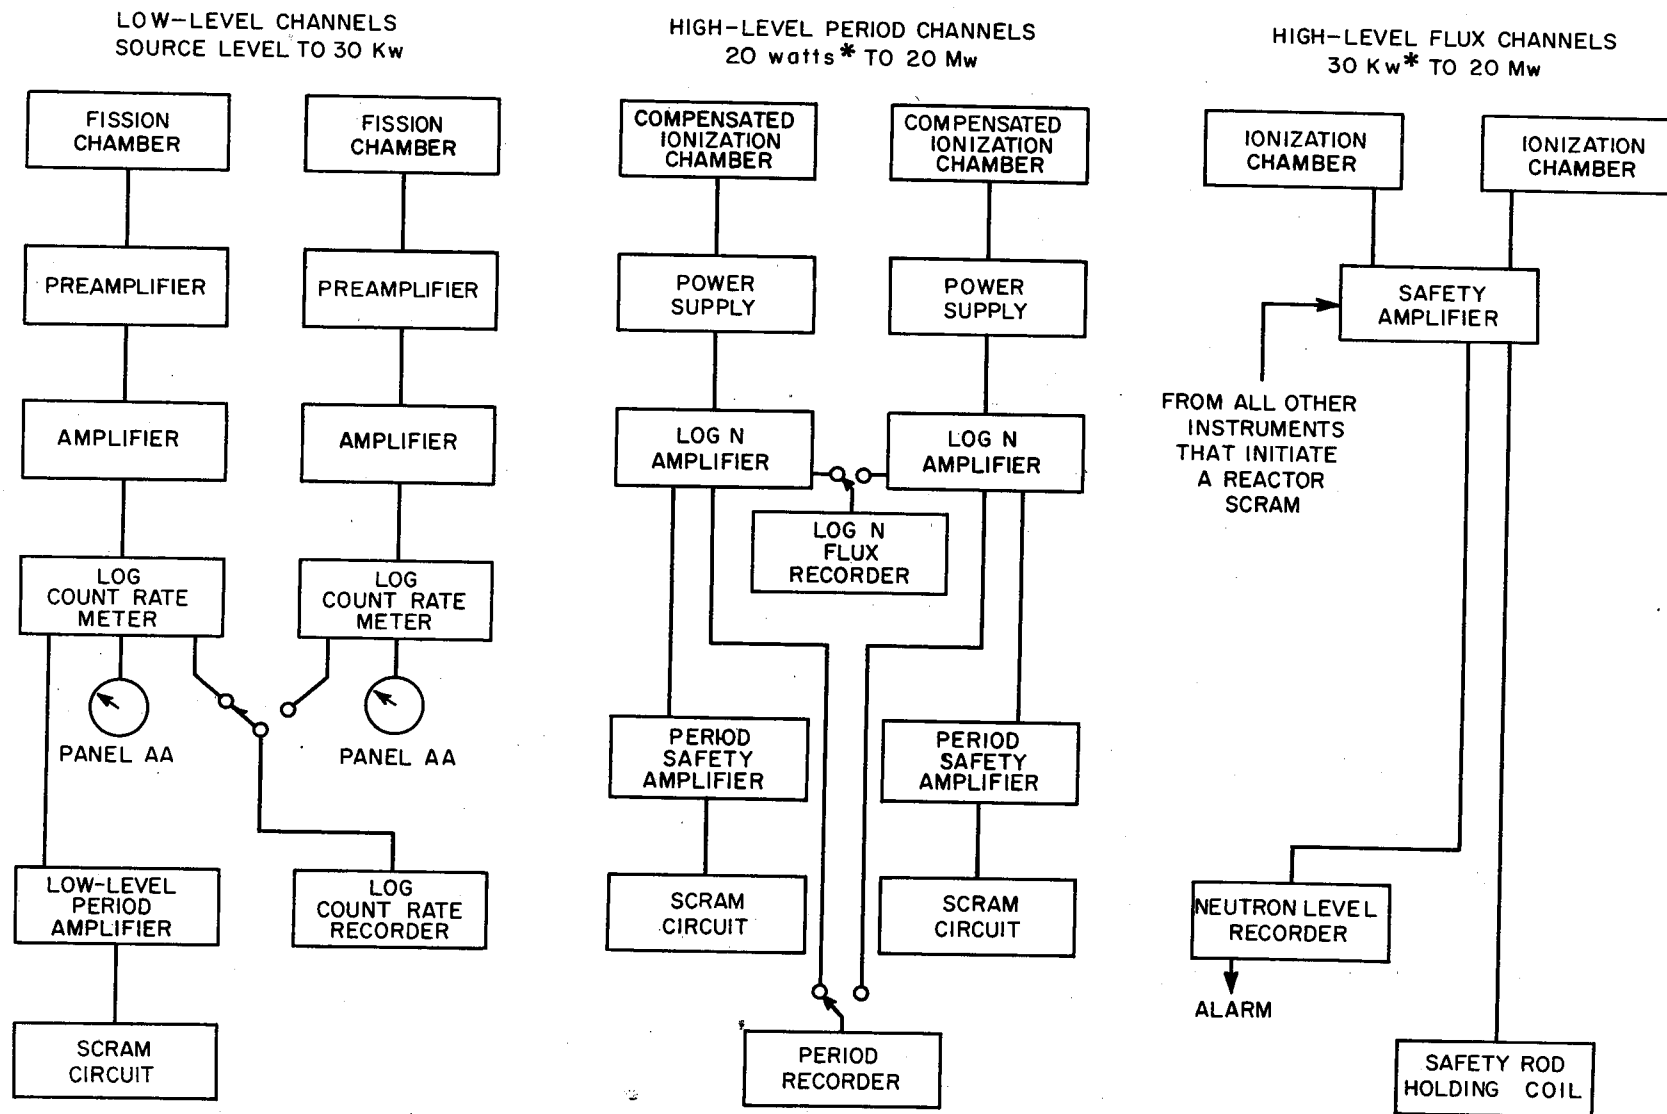 LOW-LEVEL CHANNELS
SOURCE LEVEL TO 30 Kw
FISSION
CHAMBER
FISSION
CHAMBER
PREAMPLIFIER
PREAMPLIFIER
AMPLIFIER
AMPLIFIER
LOG
COUNT RATE
METER
LOG
COUNT RATE
METER
PANEL AA
PANEL AA
LOW-LEVEL
PERIOD
AMPLIFIER
LOG
COUNT RATE
RECORDER
SCRAM
CIRCUIT
HIGH-LEVEL PERIOD CHANNELS
20 watts* TO 20 Mw
COMPENSATED
IONIZATION
CHAMBER
COMPENSATED
IONIZATION
CHAMBER
POWER
SUPPLY
POWER
SUPPLY
LOG N
AMPLIFIER
LOG N
AMPLIFIER
LOG N
FLUX
RECORDER
PERIOD
SAFETY
AMPLIFIER
PERIOD
SAFETY
AMPLIFIER
SCRAM
CIRCUIT
SCRAM
CIRCUIT
PERIOD
RECORDER
HIGH-LEVEL FLUX CHANNELS
30 Kw* TO 20 Mw
IONIZATION
CHAMBER
IONIZATION
CHAMBER
SAFETY
AMPLIFIER
FROM ALL OTHER
INSTRUMENTS
THAT INITIATE
A REACTOR
SCRAM
NEUTRON LEVEL
RECORDER
ALARM
SAFETY ROD
HOLDING COIL